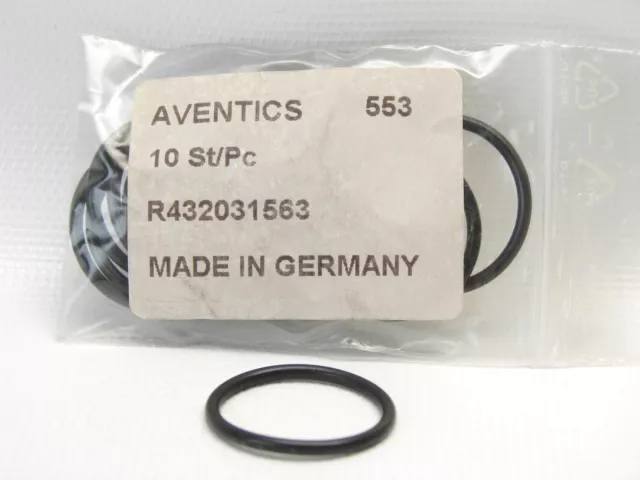 AVENTICS 553
10 St/Pc
R432031563
MADE IN GERMANY